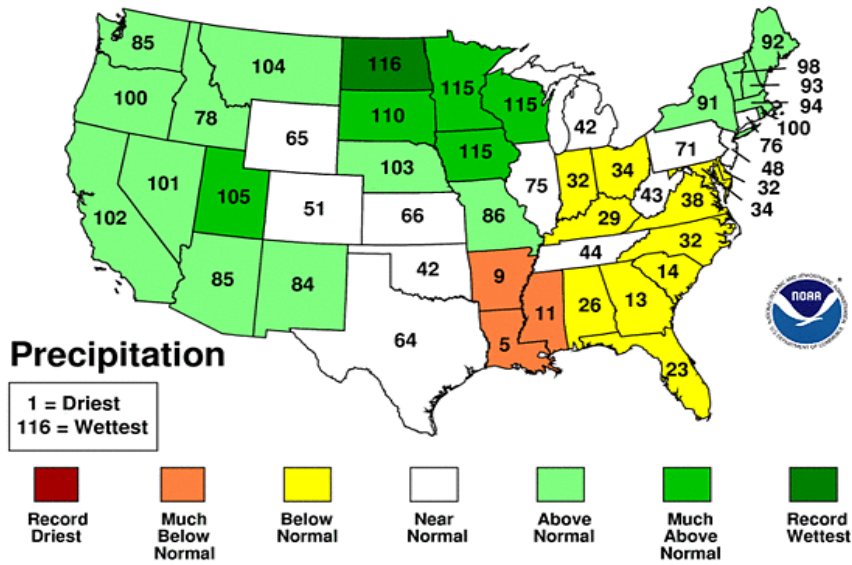 85
104
116
115
92
98
93
94
100
76
48
32
34
100
78
65
110
115
42
91
71
103
115
101
105
51
66
86
75
32
34
43
38
102
29
85
84
42
9
44
32
14
64
5
11
26
13
23
NOAA
Precipitation
1 = Driest
116 = Wettest
Record
Driest
Much
Below
Normal
Below
Normal
Near
Normal
Above
Normal
Much
Above
Normal
Record
Wettest